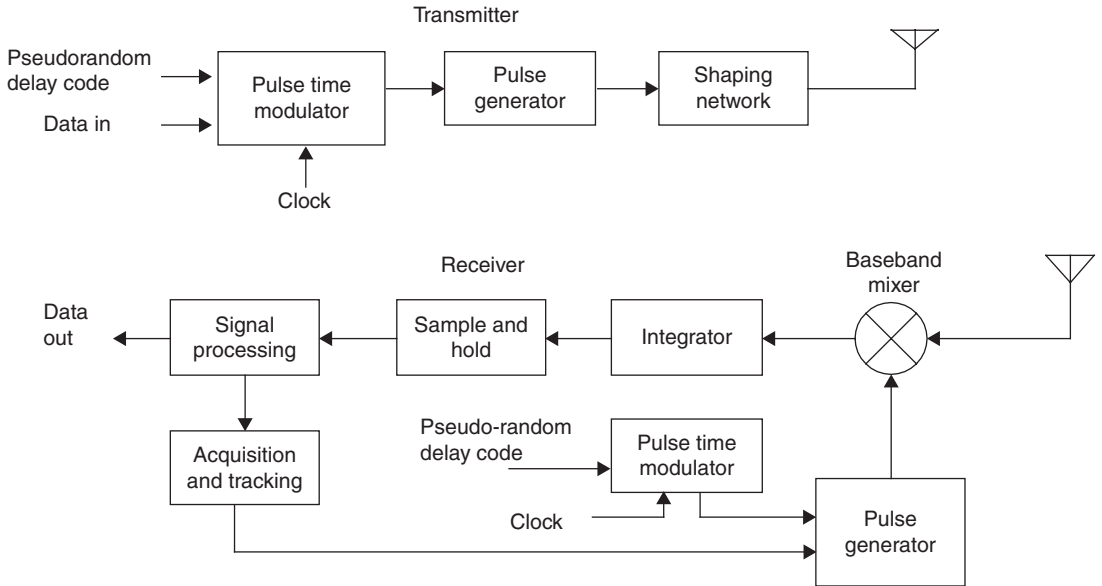 Transmitter
Pseudorandom
delay code
Data in
Pulse time
modulator
Clock
Pulse
generator
Shaping
network
Receiver
Baseband
mixer
Data
out
Signal
processing
Sample and
hold
Integrator
Acquisition
and tracking
Pseudo-random
delay code
Pulse time
modulator
Clock
Pulse
generator